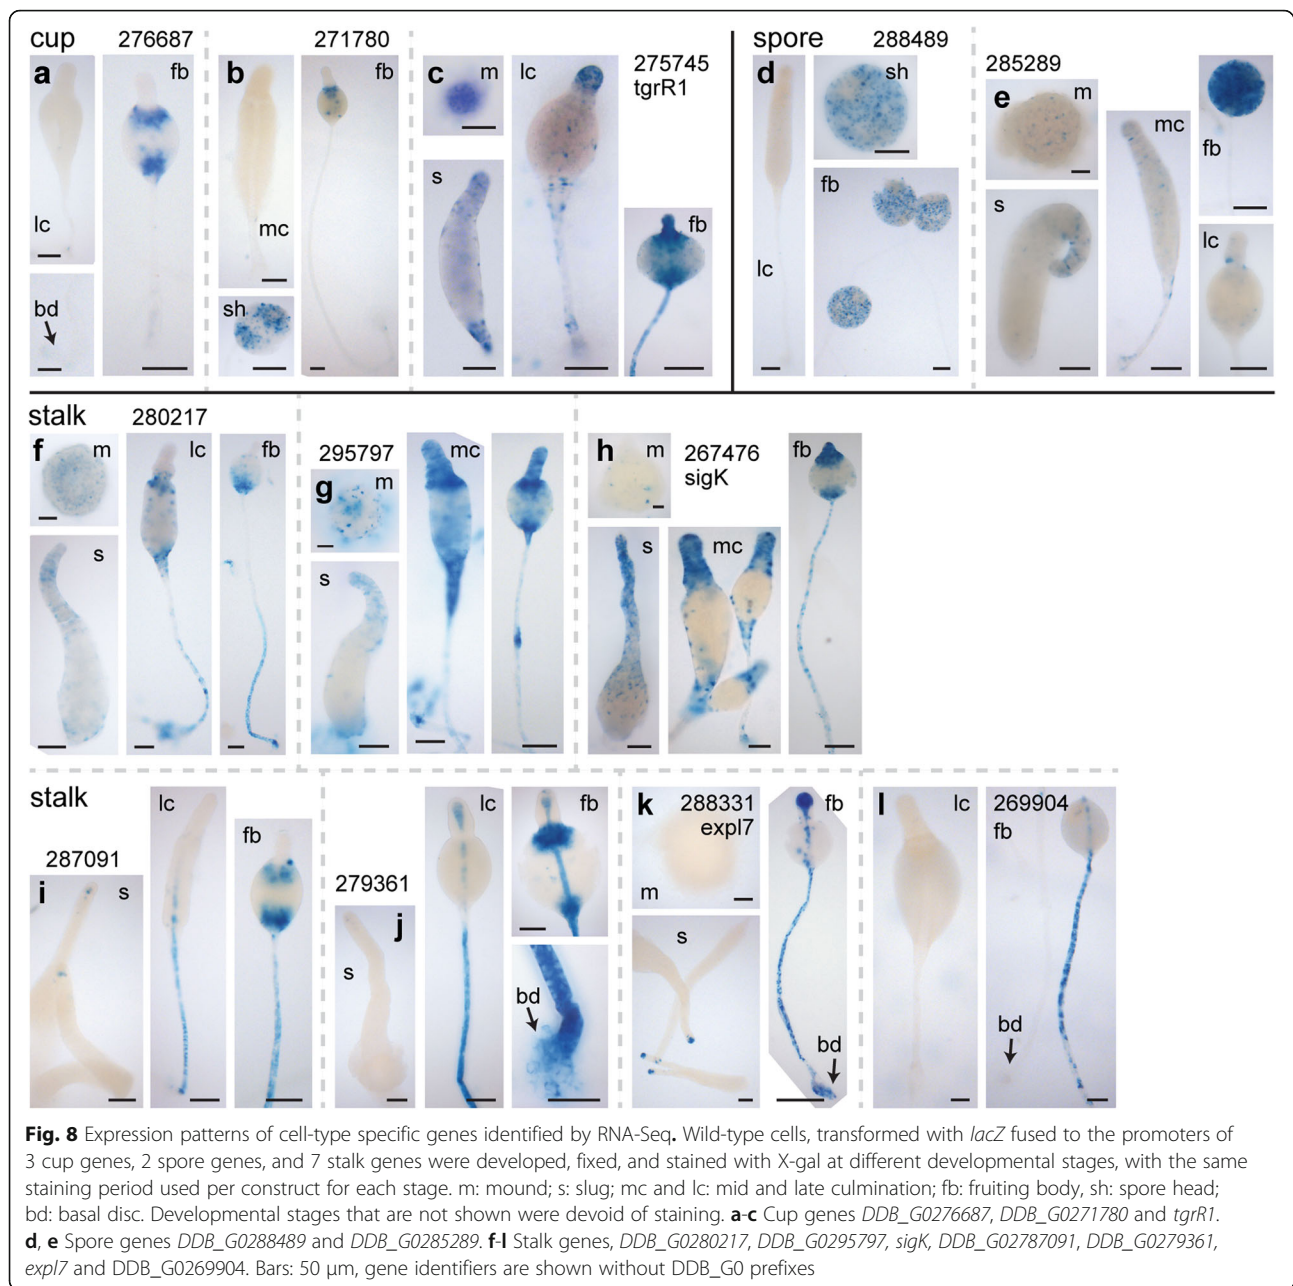 cup
276687
271780
275745
tgrR1
spore
288489
285289
a
fb
lc
bd
b
fb
mc
sh
c
m
lc
s
fb
d
sh
lc
fb
e
m
mc
fb
s
lc
stalk
280217
f
m
lc
fb
s
295797
g
m
mc
s
h
m
267476
sigK
fb
s
mc
stalk
287091
i
s
lc
fb
279361
j
s
lc
fb
bd
k
288331
expl7
fb
m
s
bd
l
lc
269904
fb
bd
Fig. 8 Expression patterns of cell-type specific genes identified by RNA-Seq. Wild-type cells, transformed with lacZ fused to the promoters of
3 cup genes, 2 spore genes, and 7 stalk genes were developed, fixed, and stained with X-gal at different developmental stages, with the same
staining period used per construct for each stage. m: mound; s: slug; mc and lc: mid and late culmination; fb: fruiting body, sh: spore head;
bd: basal disc. Developmental stages that are not shown were devoid of staining. a-c Cup genes DDB_G0276687, DDB_G0271780 and tgrR1.
d, e Spore genes DDB_G0288489 and DDB_G0285289. f-l Stalk genes, DDB_G0280217, DDB_G0295797, sigK, DDB_G02787091, DDB_G0279361,
expl7 and DDB_G0269904. Bars: 50 μm, gene identifiers are shown without DDB_G0 prefixes